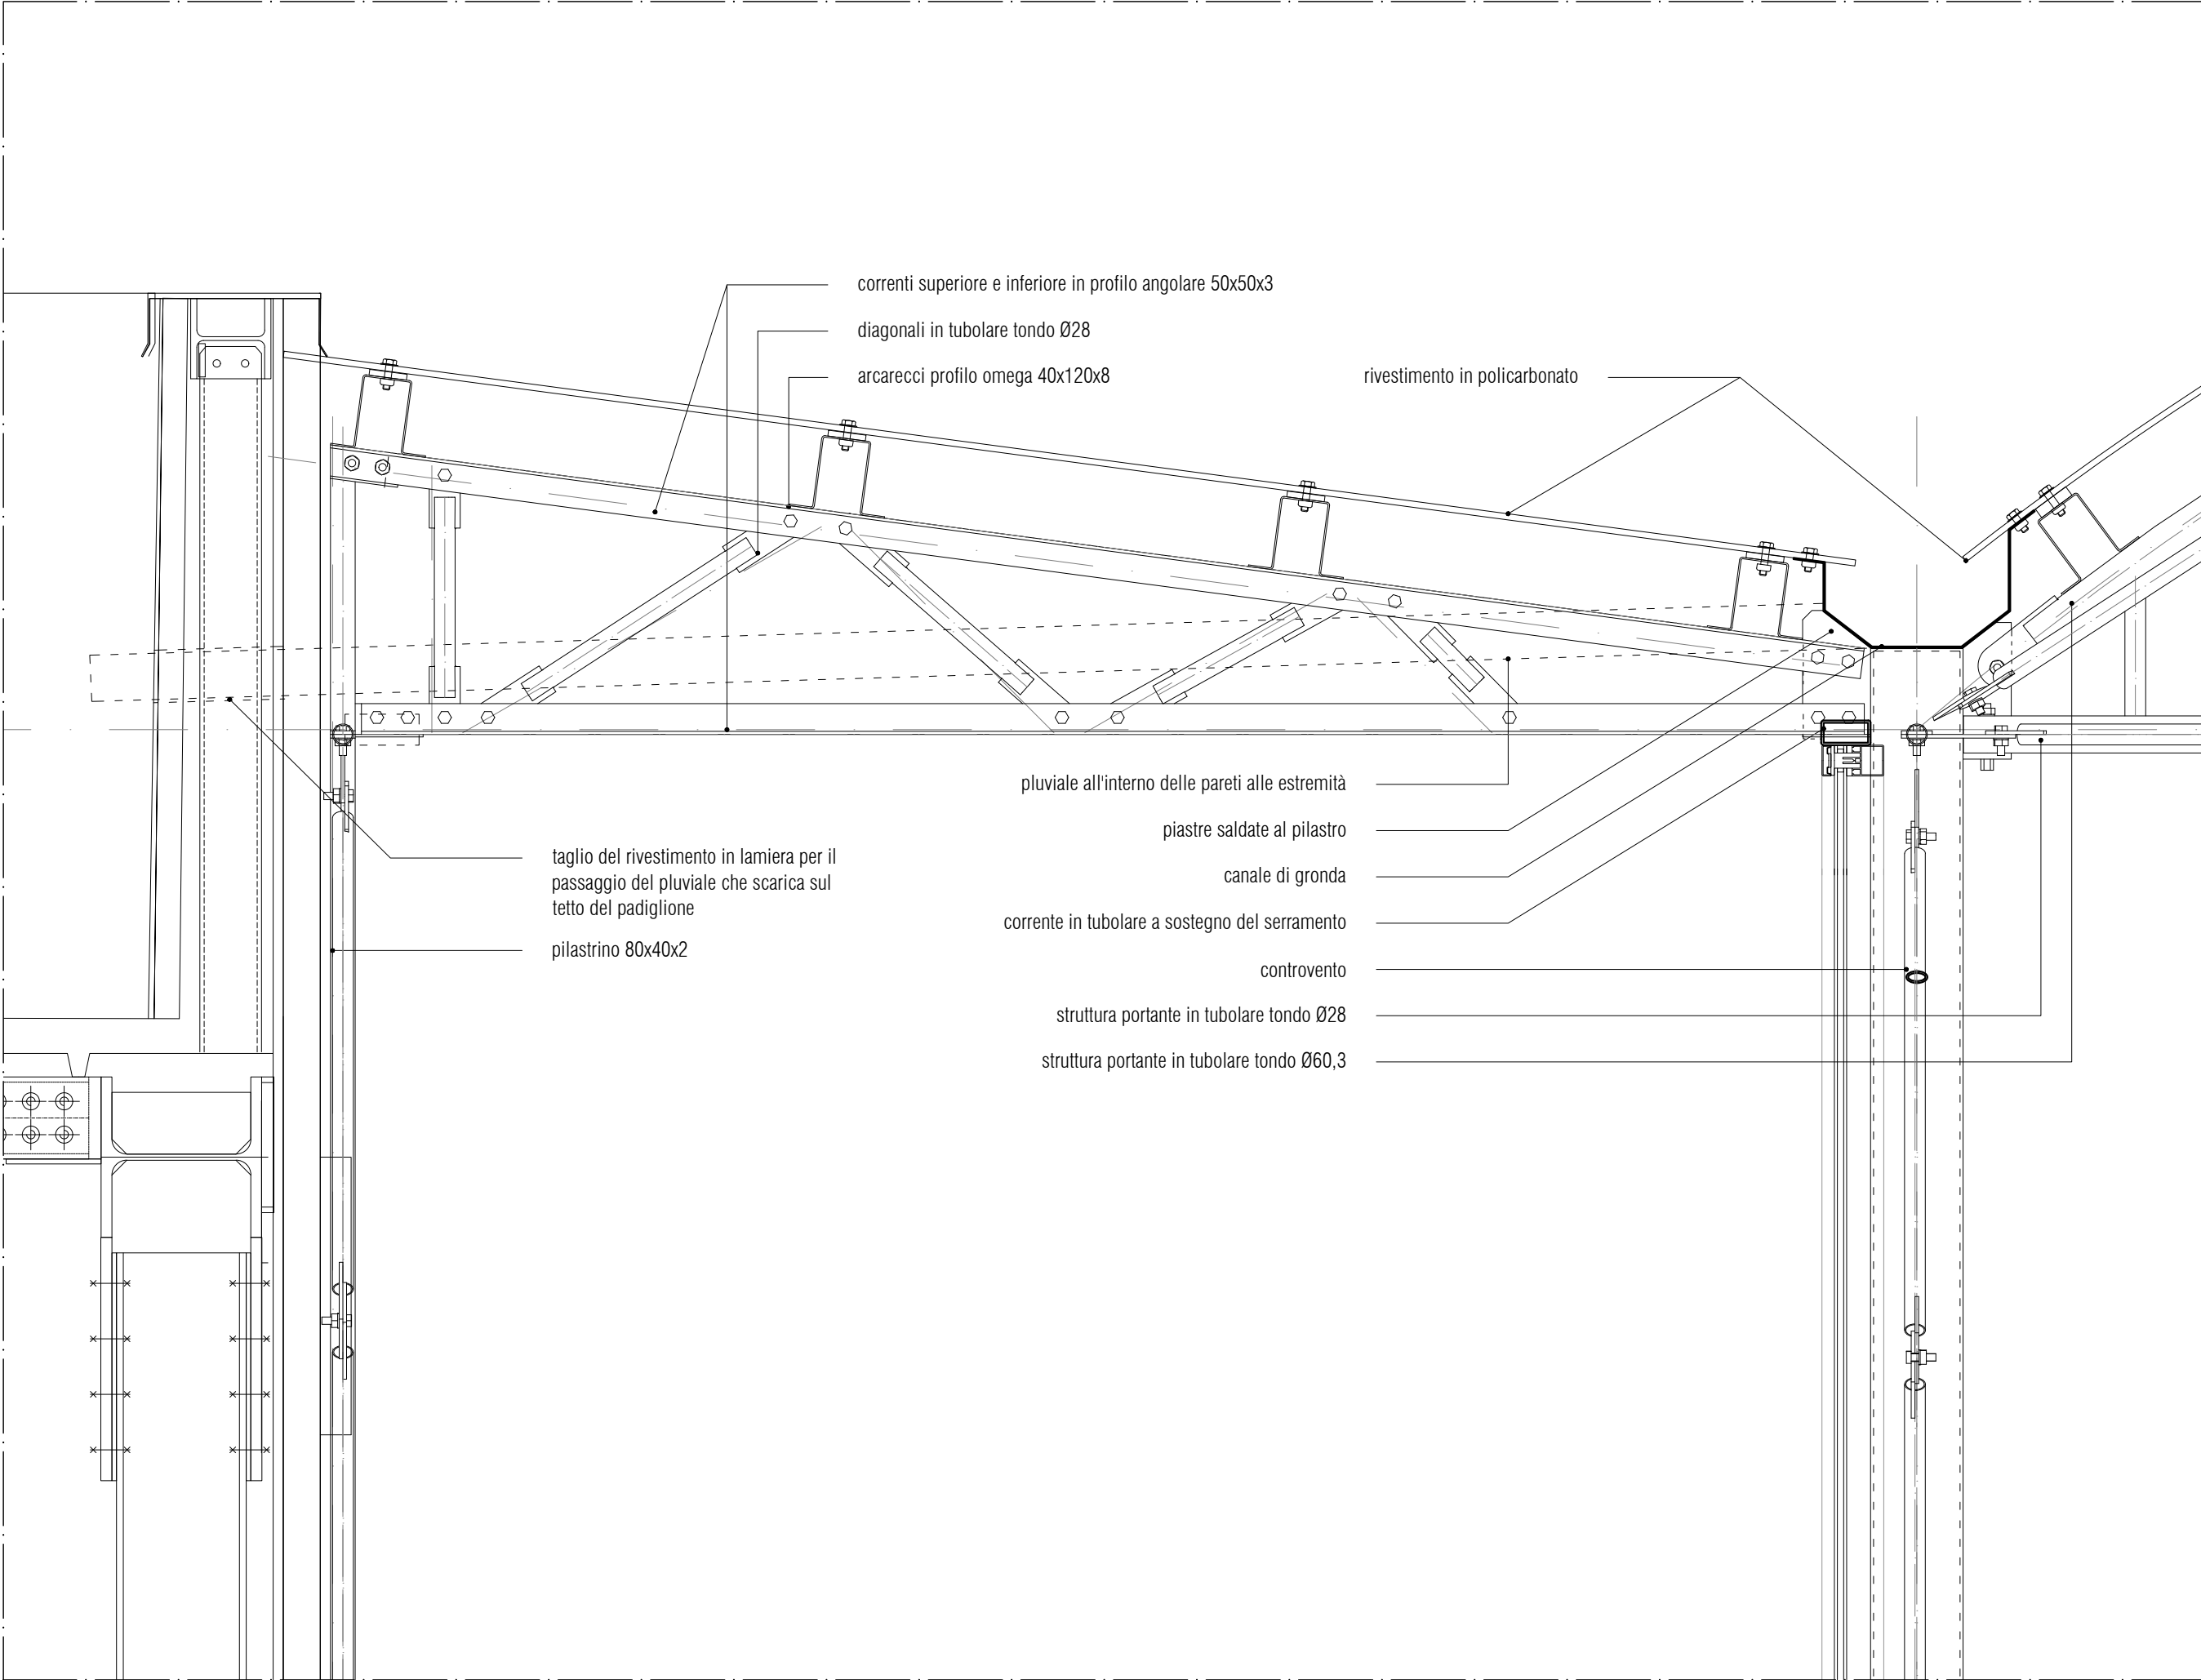 correnti superiore e inferiore in profilo angolare 50x50x3
diagonali in tubolare tondo Ø28
arcarecci profilo omega 40x120x8
rivestimento in policarbonato
pluviale all'interno delle pareti alle estremità
piastre saldate al pilastro
canale di gronda
corrente in tubolare a sostegno del serramento
controvento
struttura portante in tubolare tondo Ø28
struttura portante in tubolare tondo Ø60,3
taglio del rivestimento in lamiera per il
passaggio del pluviale che scarica sul
tetto del padiglione
pilastrino 80x40x2